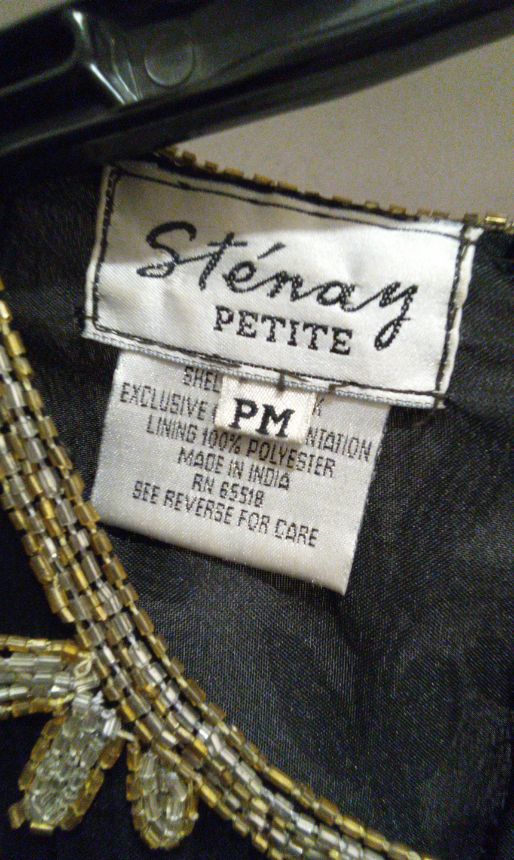 Sténay
PETITE
PM
EXCLUSIVE
LINING 100% POLYESTER
MADE IN INDIA
RN 65518
SEE REVERSE FOR CARE